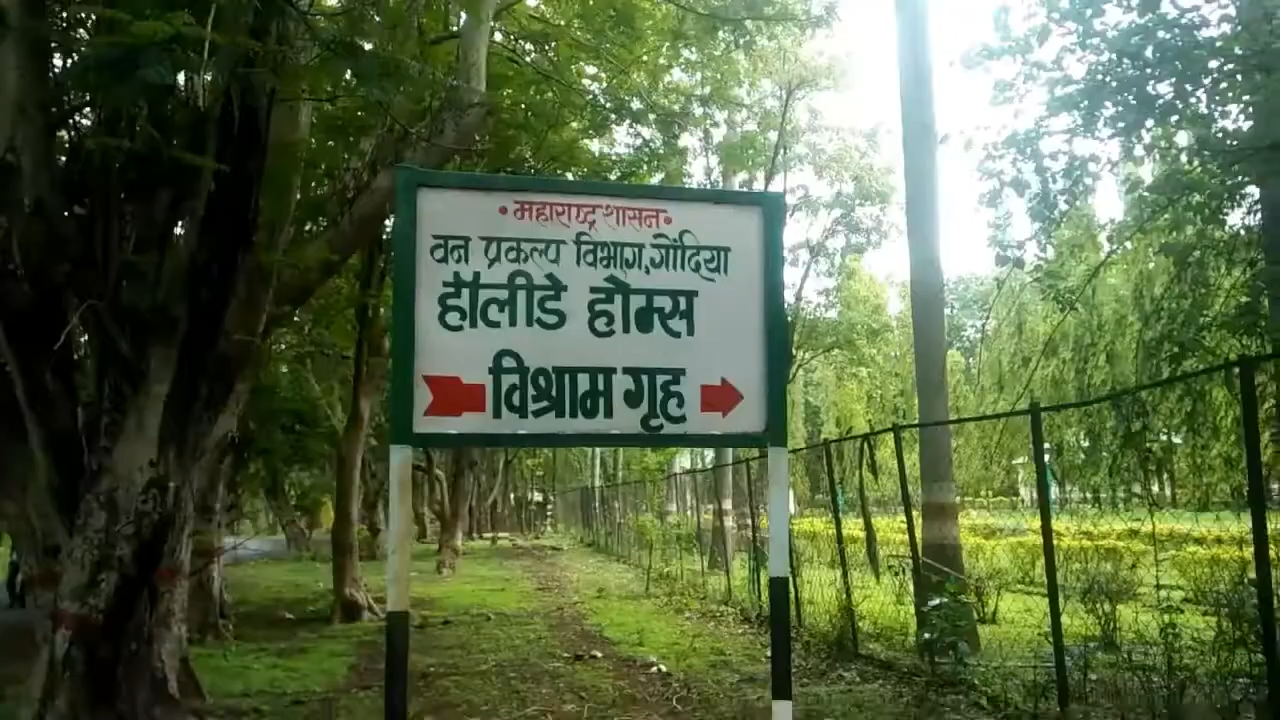 •महाराष्ट्र शासन•
वन प्रकल्प विभाग,गोंदिया
हॉलीडे होम्स
विश्राम गृह